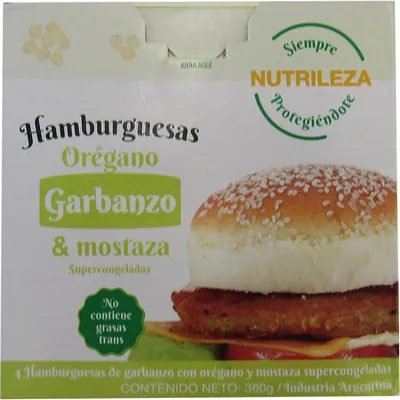 ABRA AQUÍ
Siempre
NUTRILEZA
Protegiéndote
Hamburguesas
Orégano
Garbanzo
& mostaza
Supercongeladas
No
contiene
grasas
trans
4 Hamburguesas de garbanzo con orégano y mostaza supercongeladas
CONTENIDO NETO: 360g / Industria Argentina